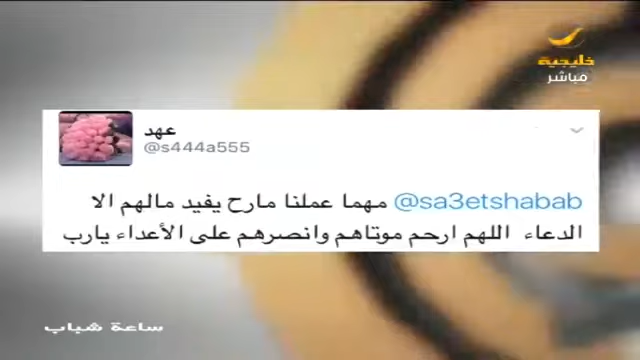 خليجية
مباشر
عهد
@s444a555
@sa3etshabab مهما عملنا مارح يفيد مالهم الا
الدعاء اللهم ارحم موتاهم وانصرهم على الأعداء يارب
ساعة شباب